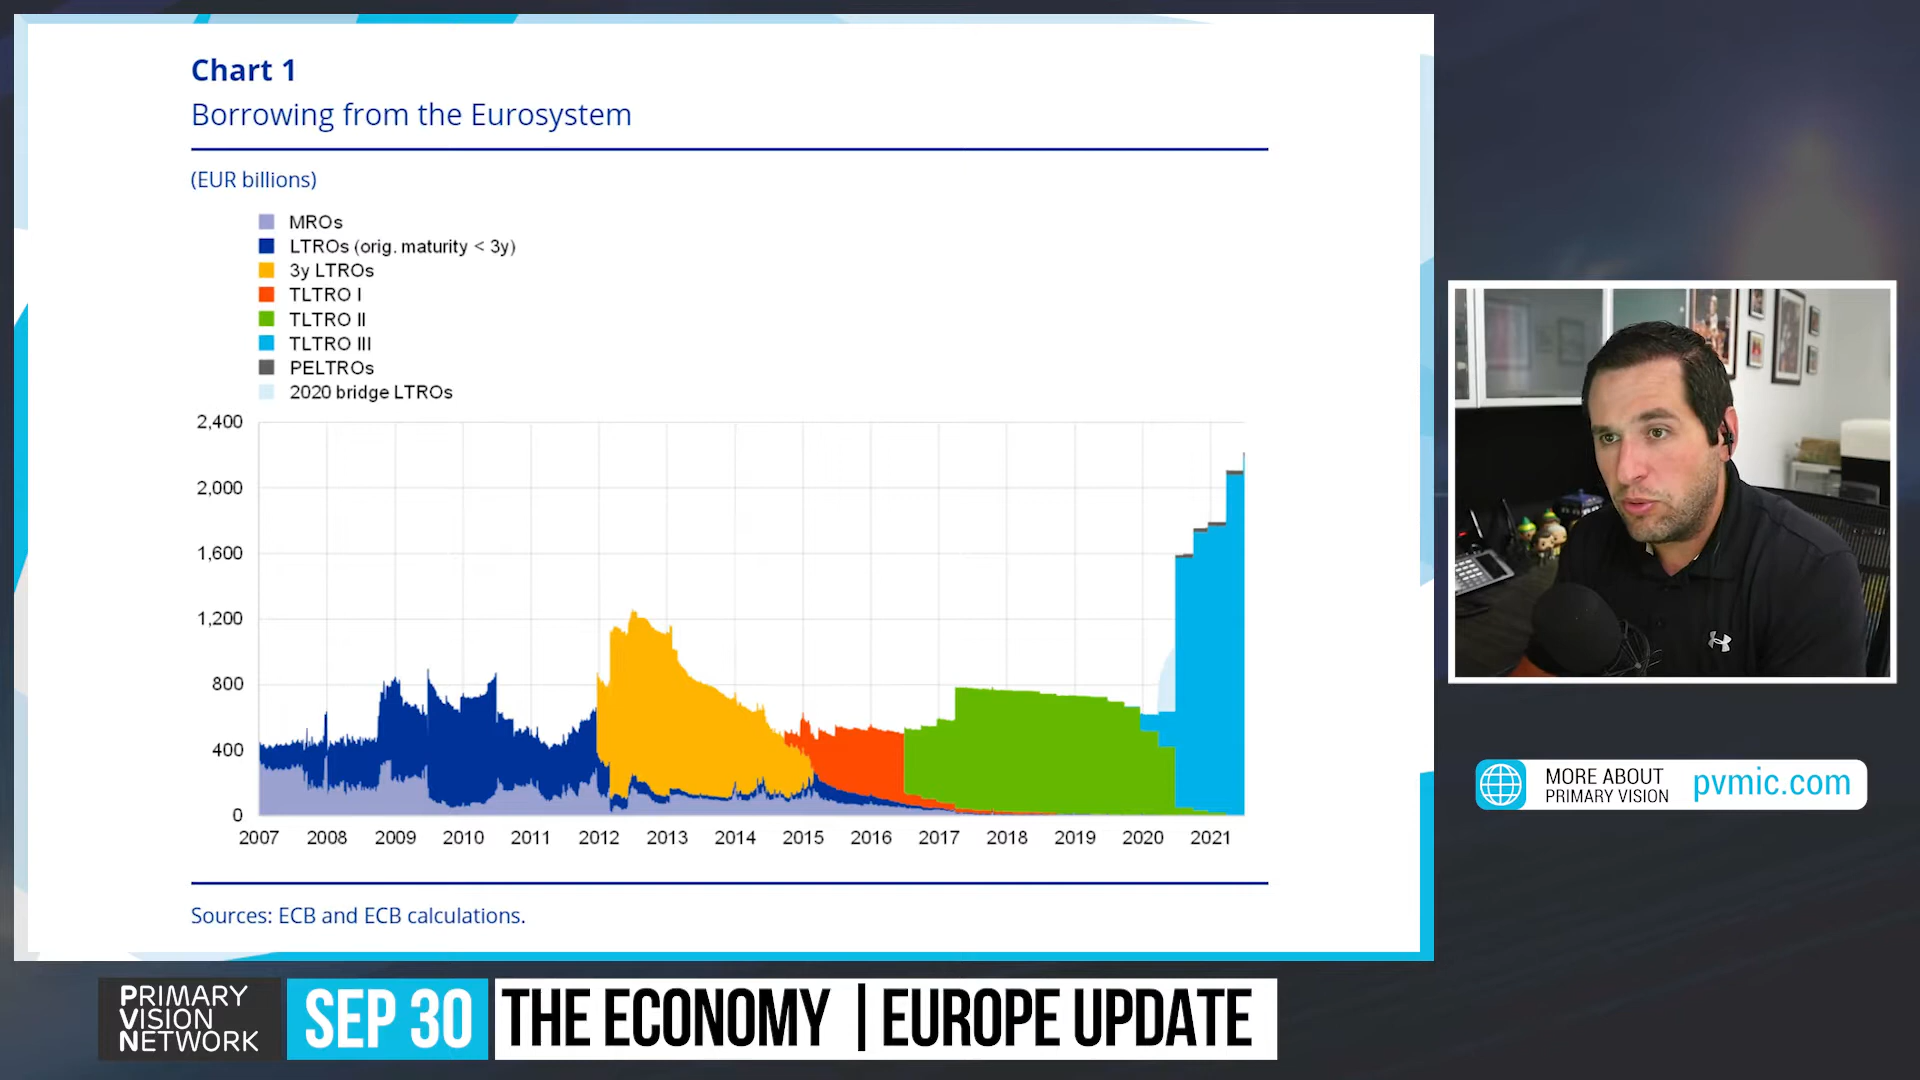 Chart 1
Borrowing from the Eurosystem
(EUR billions)
MROs
LTROs (orig. maturity < 3y)
3y LTROs
TLTRO I
TLTRO II
TLTRO III
PELTROs
2020 bridge LTROs
2,400
2,000
1,600
1,200
800
400
0
2007 2008 2009 2010 2011 2012 2013 2014 2015 2016 2017 2018 2019 2020 2021
Sources: ECB and ECB calculations.
MORE ABOUT
PRIMARY VISION
pvmic.com
PRIMARY
VISION
NETWORK
SEP 30
THE ECONOMY | EUROPE UPDATE